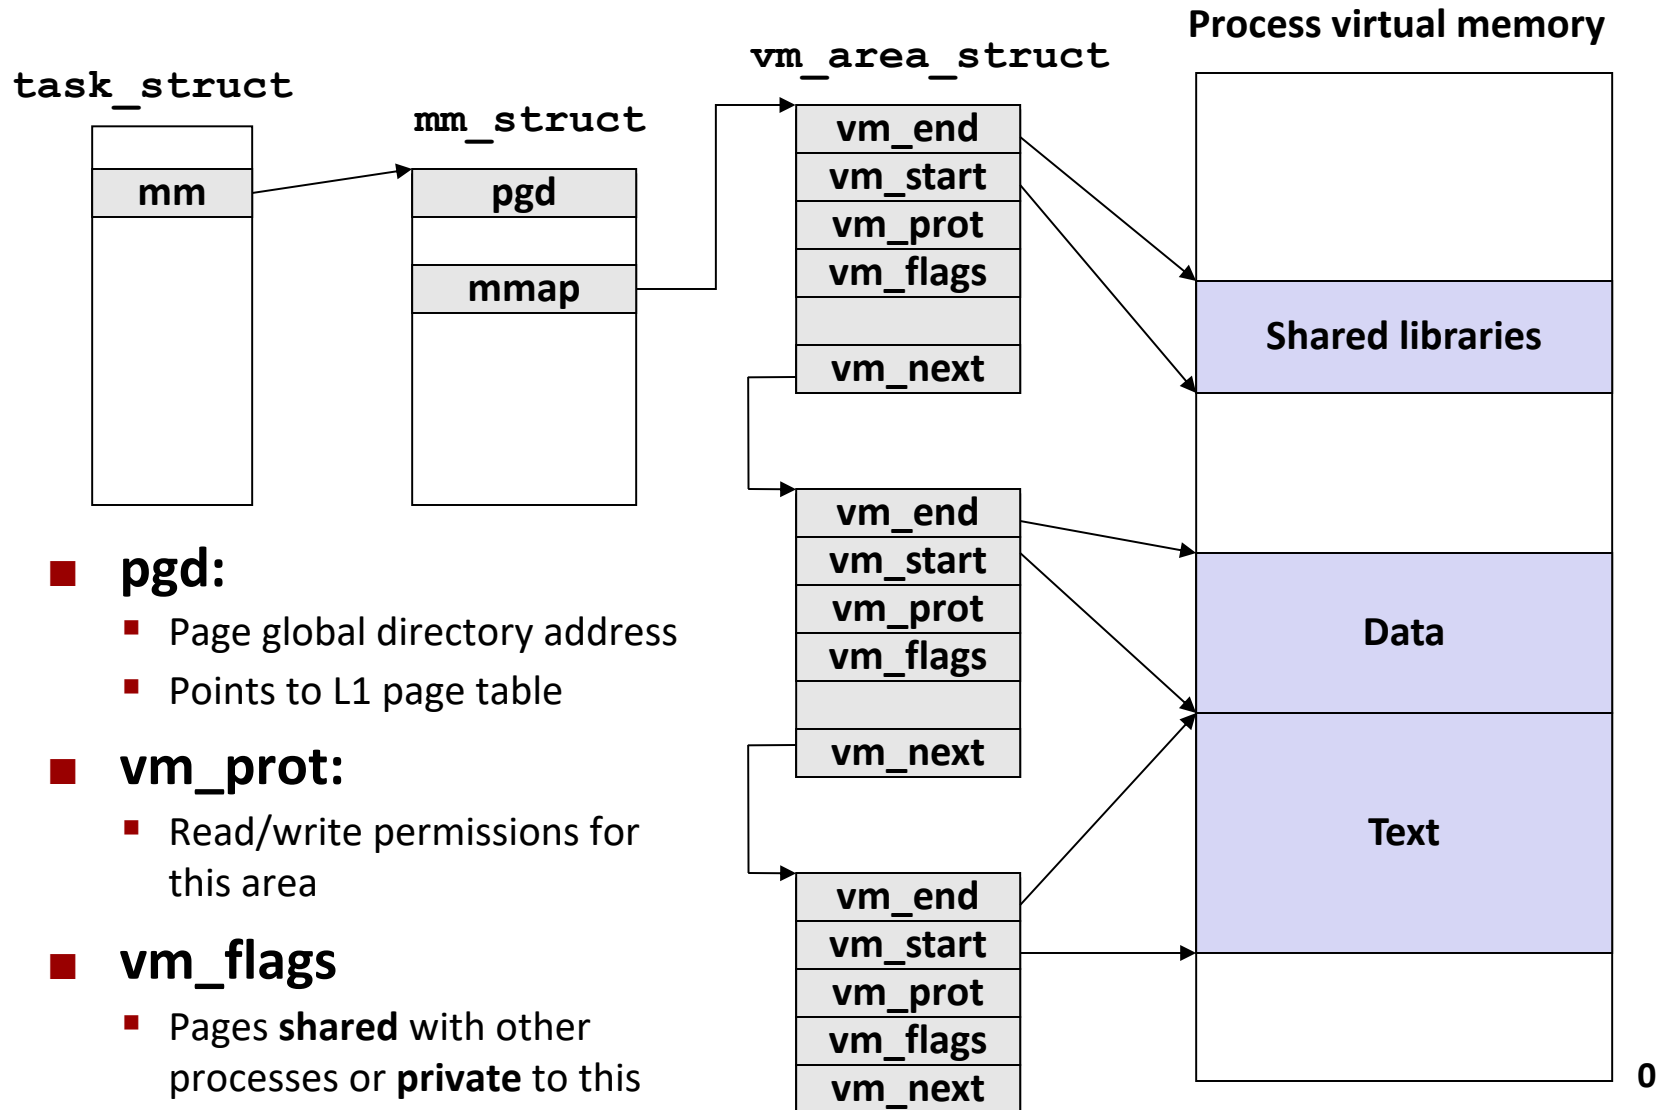 Process virtual memory
vm_area_struct
task_struct
mm_struct
mm
pgd
mmap
vm_end
vm_start
vm_prot
vm_flags
vm_next
Shared libraries
vm_end
vm_start
vm_prot
vm_flags
vm_next
Data
Text
vm_end
vm_start
vm_prot
vm_flags
vm_next
0
pgd:
Page global directory address
Points to L1 page table
vm_prot:
Read/write permissions for
this area
vm_flags
Pages shared with other
processes or private to this